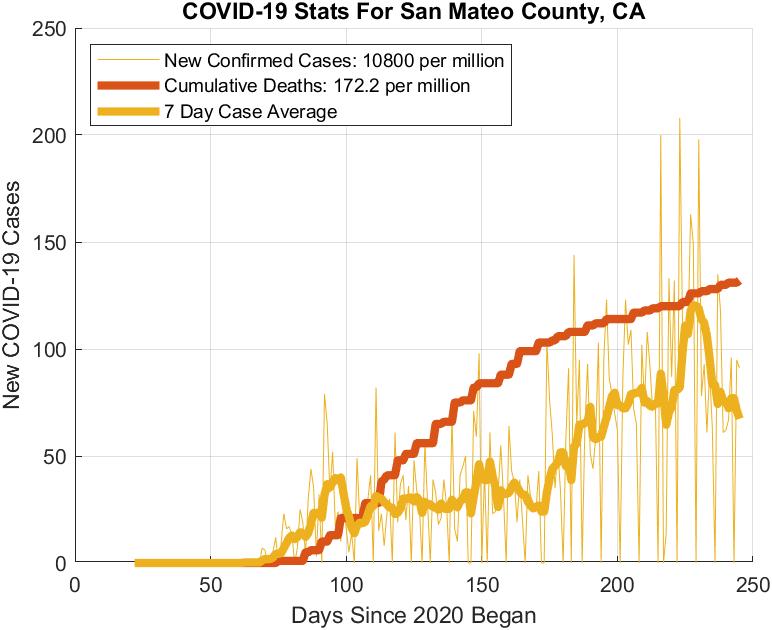 COVID-19 Stats For San Mateo County, CA
250
New Confirmed Cases: 10800 per million
Cumulative Deaths: 172.2 per million
7 Day Case Average
200
150
100
50
0
New COVID-19 Cases
0 50 100 150 200 250
Days Since 2020 Began